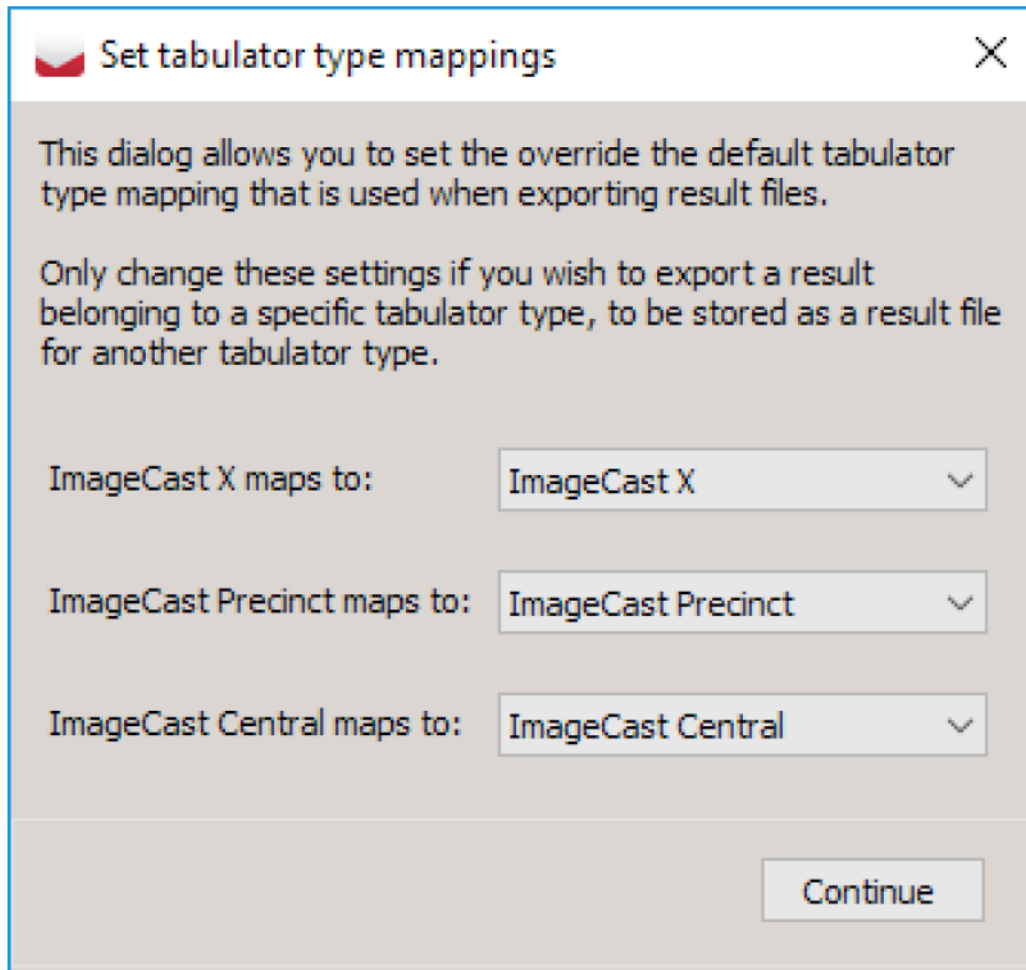 Set tabulator type mappings
This dialog allows you to set the override the default tabulator
type mapping that is used when exporting result files.
Only change these settings if you wish to export a result
belonging to a specific tabulator type, to be stored as a result file
for another tabulator type.
ImageCast X maps to: ImageCast X
ImageCast Precinct maps to: ImageCast Precinct
ImageCast Central maps to: ImageCast Central
Continue